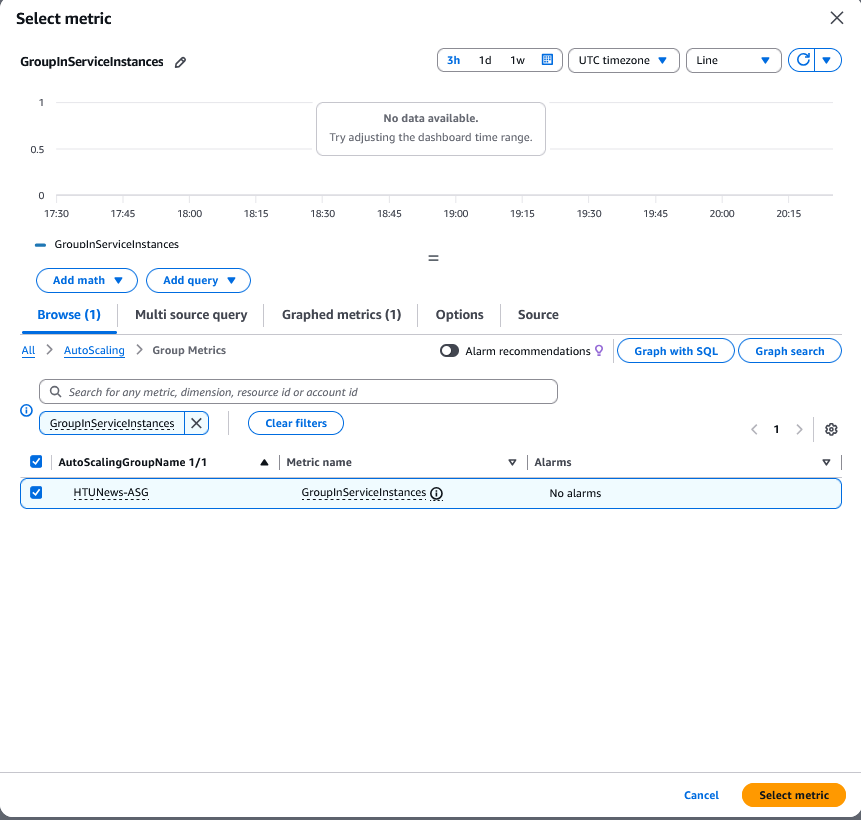 Select metric
GroupInServiceInstances
3h 1d 1w UTC timezone Line
1
No data available.
Try adjusting the dashboard time range.
0.5
0
17:30 17:45 18:00 18:15 18:30 18:45 19:00 19:15 19:30 19:45 20:00 20:15
GroupInServiceInstances
Add math Add query
Browse (1) Multi source query Graphed metrics (1) Options Source
All AutoScaling Group Metrics Alarm recommendations Graph with SQL Graph search
Search for any metric, dimension, resource id or account id
GroupInServiceInstances Clear filters 1
AutoScalingGroupName 1/1 Metric name Alarms
HTUNews-ASG GroupInServiceInstances No alarms
Cancel Select metric